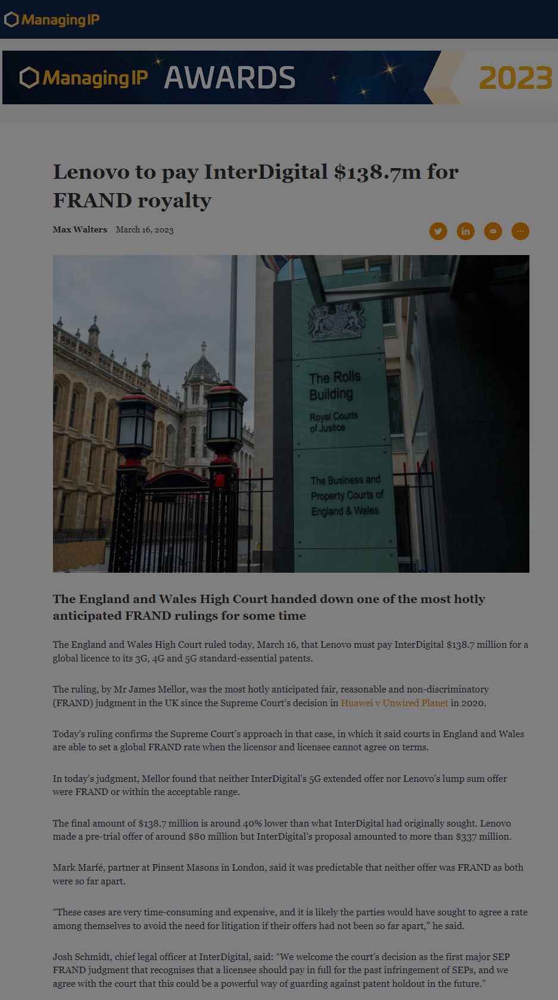 Managing IP
Managing IP AWARDS 2023
Lenovo to pay InterDigital $138.7m for
FRAND royalty
Max Walters March 16, 2023
The Rolls
Building
Royal Courts
of Justice
The Business and
Property Courts of
England & Wales
The England and Wales High Court handed down one of the most hotly
anticipated FRAND rulings for some time
The England and Wales High Court ruled today, March 16, that Lenovo must pay InterDigital $138.7 million for a
global licence to its 3G, 4G and 5G standard-essential patents.
The ruling, by Mr James Mellor, was the most hotly anticipated fair, reasonable and non-discriminatory
(FRAND) judgment in the UK since the Supreme Court’s decision in Huawei v Unwired Planet in 2020.
Today’s ruling confirms the Supreme Court’s approach in that case, in which it said courts in England and Wales
are able to set a global FRAND rate when the licensor and licensee cannot agree on terms.
In today’s judgment, Mellor found that neither InterDigital's 5G extended offer nor Lenovo's lump sum offer
were FRAND or within the acceptable range.
The final amount of $138.7 million is around 40% lower than what InterDigital had originally sought. Lenovo
made a pre-trial offer of around $80 million but InterDigital’s proposal amounted to more than $337 million.
Mark Marfé, partner at Pinsent Masons in London, said it was predictable that neither offer was FRAND as both
were so far apart.
“These cases are very time-consuming and expensive, and it is likely the parties would have sought to agree a rate
among themselves to avoid the need for litigation if their offers had not been so far apart,” he said.
Josh Schmidt, chief legal officer at InterDigital, said: “We welcome the court’s decision as the first major SEP
FRAND judgment that recognises that a licensee should pay in full for the past infringement of SEPs, and we
agree with the court that this could be a powerful way of guarding against patent holdout in the future.”